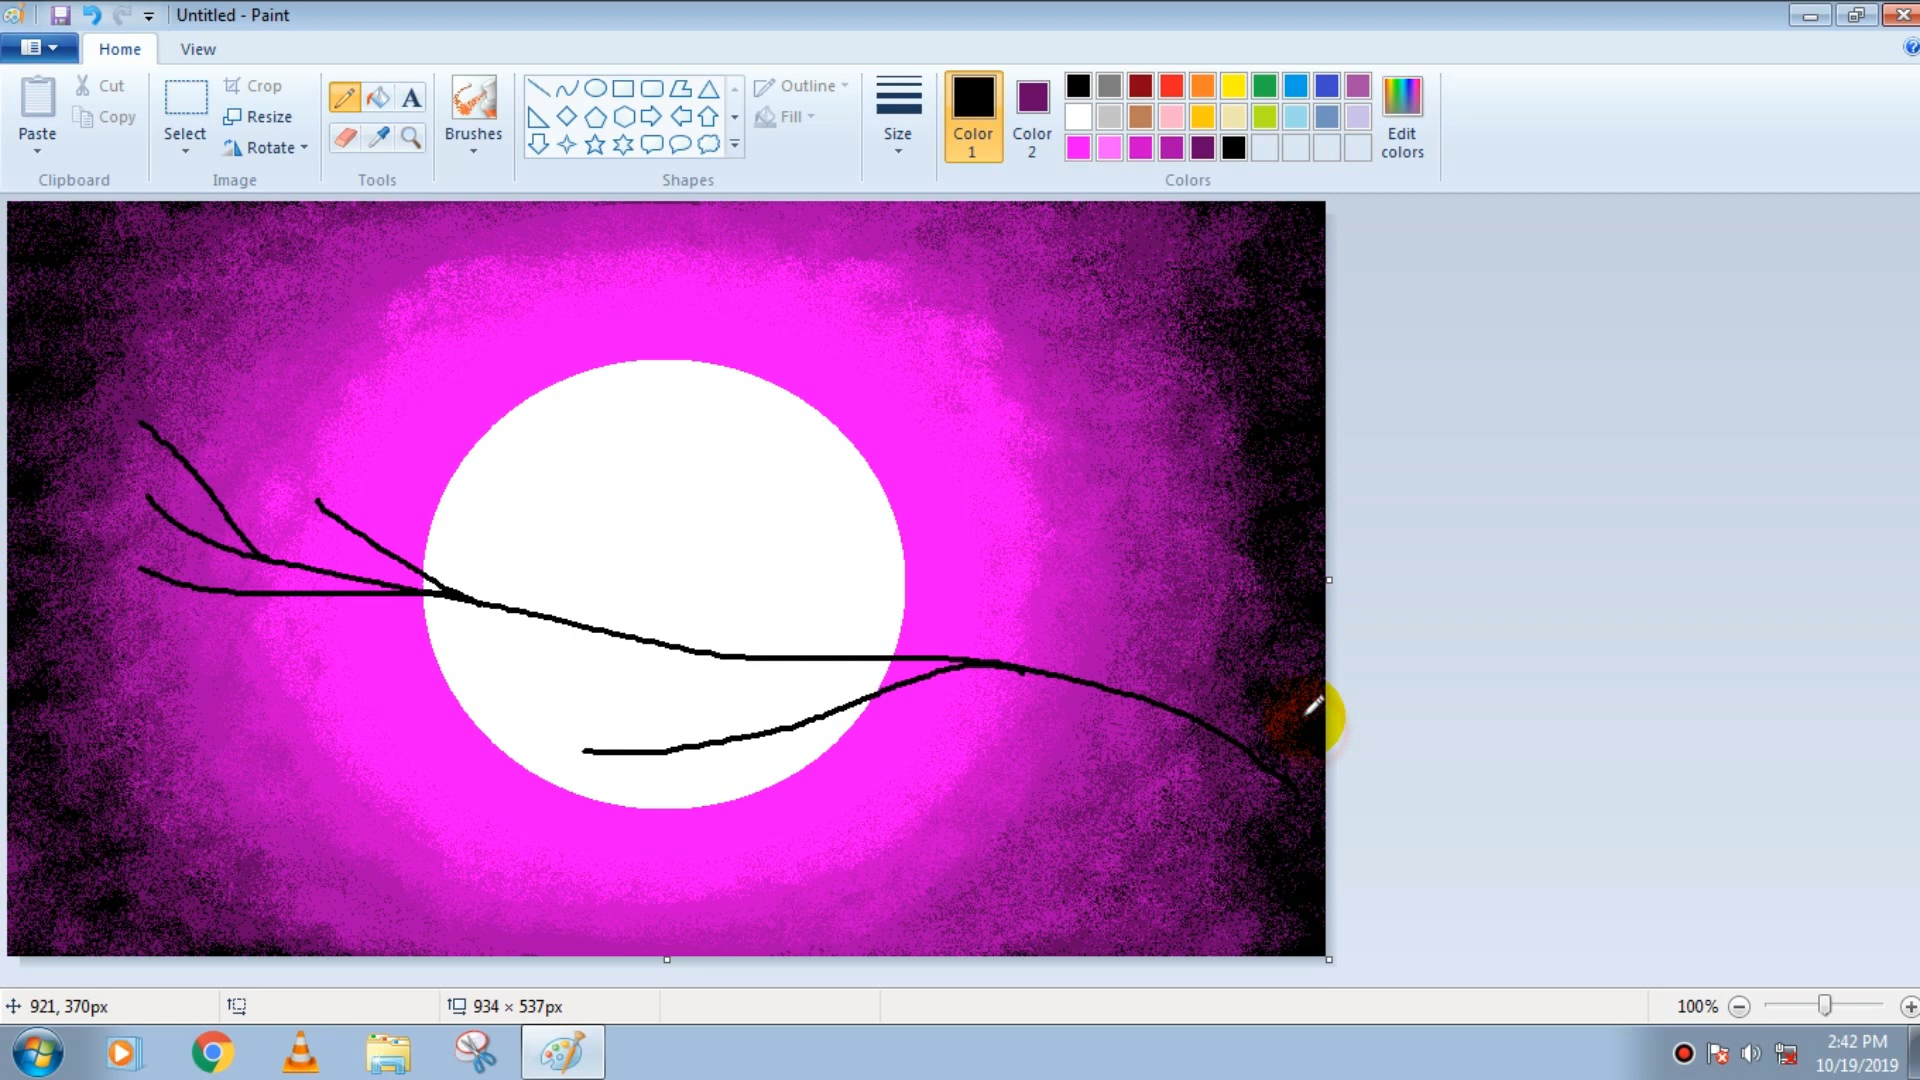 Untitled - Paint
Home View
Paste
Cut
Copy
Clipboard
Select
Crop
Resize
Rotate
Image
A
Tools
Brushes
Shapes
Outline
Fill
Size
Color 1
Color 2
Colors
Edit colors
921, 370px
934 × 537px
100%
2:42 PM
10/19/2019